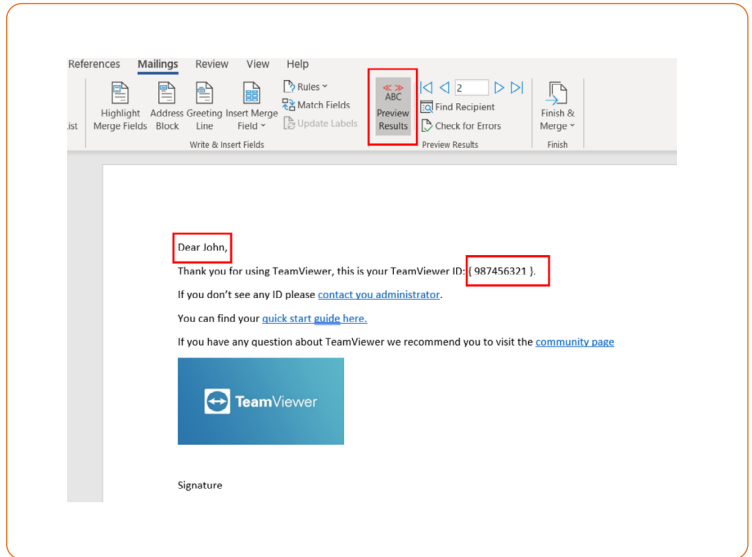 References Mailings Review View Help
Rules
Match Fields
Update Labels
Highlight Merge Fields
Address Block
Greeting Line
Insert Merge Field
Write & Insert Fields
ABC
Preview Results
2
Find Recipient
Check for Errors
Preview Results
Finish & Merge
Finish
Dear John,
Thank you for using TeamViewer, this is your TeamViewer ID: { 987456321 }.
If you don't see any ID please contact you administrator.
You can find your quick start guide here.
If you have any question about TeamViewer we recommend you to visit the community page
TeamViewer
Signature